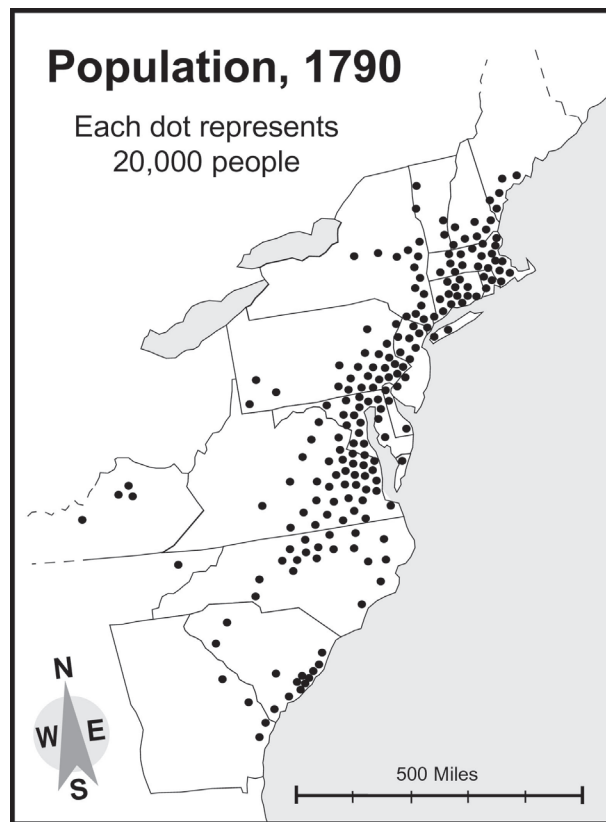 Population, 1790
Each dot represents
20,000 people
N
W E
S
500 Miles